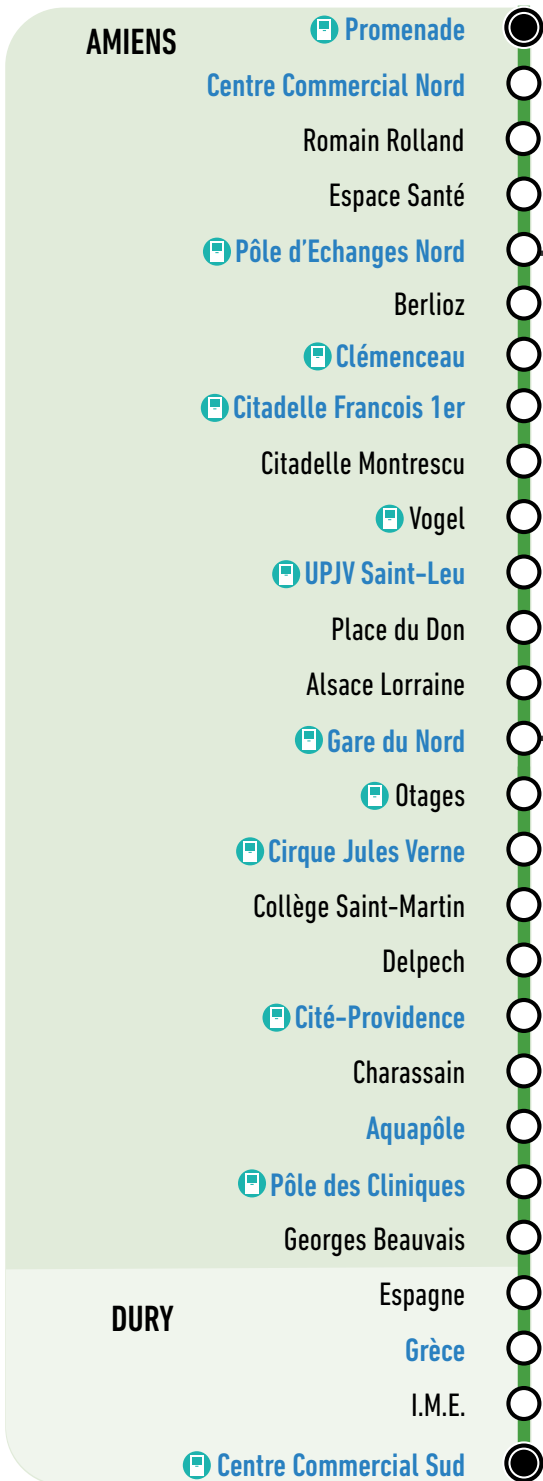 AMIENS
Promenade
Centre Commercial Nord
Romain Rolland
Espace Santé
Pôle d'Echanges Nord
Berlioz
Clémenceau
Citadelle Francois 1er
Citadelle Montrescu
Vogel
UPJV Saint-Leu
Place du Don
Alsace Lorraine
Gare du Nord
Otages
Cirque Jules Verne
Collège Saint-Martin
Delpech
Cité-Providence
Charassain
Aquapôle
Pôle des Cliniques
Georges Beauvais
DURY
Espagne
Grèce
I.M.E.
Centre Commercial Sud